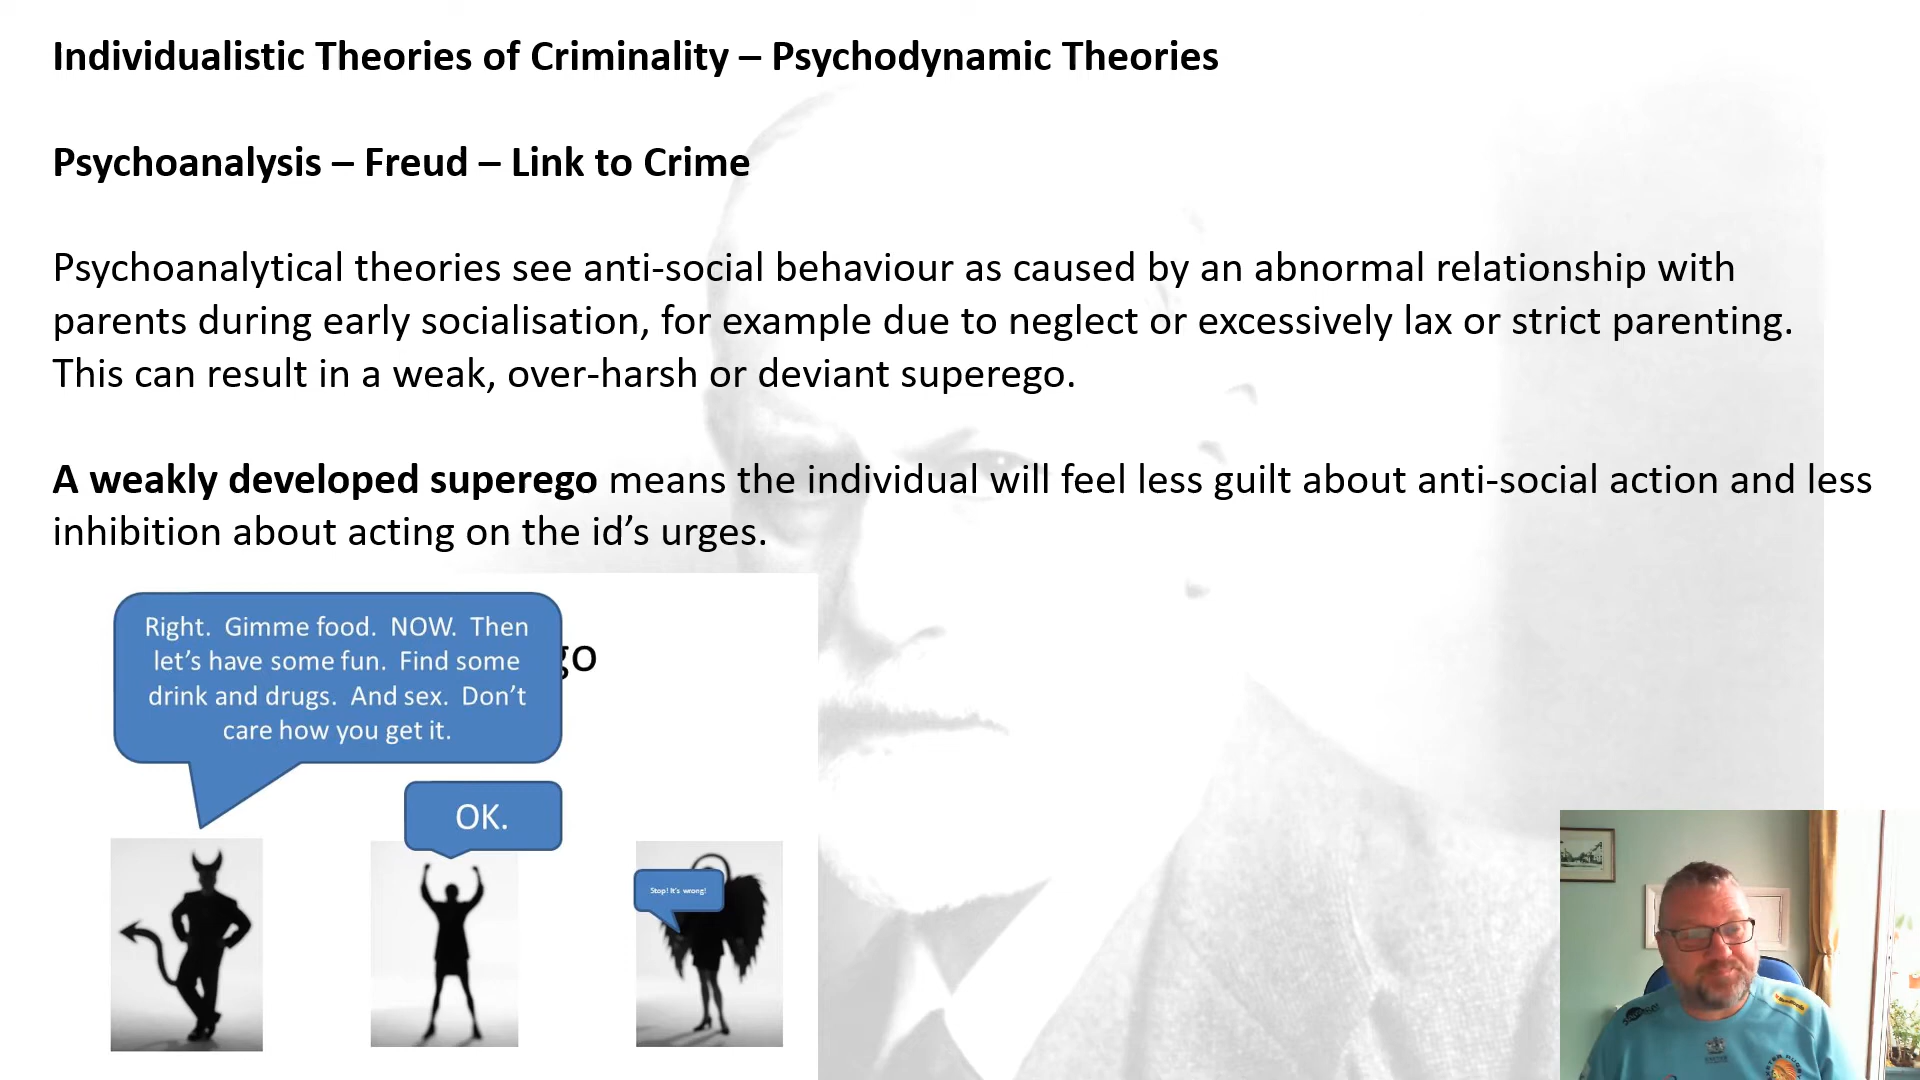 Individualistic Theories of Criminality – Psychodynamic Theories
Psychoanalysis – Freud – Link to Crime
Psychoanalytical theories see anti-social behaviour as caused by an abnormal relationship with
parents during early socialisation, for example due to neglect or excessively lax or strict parenting.
This can result in a weak, over-harsh or deviant superego.
A weakly developed superego means the individual will feel less guilt about anti-social action and less
inhibition about acting on the id’s urges.
Right. Gimme food. NOW. Then
let’s have some fun. Find some
drink and drugs. And sex. Don’t
care how you get it.
go
OK.
Stop! It's wrong!